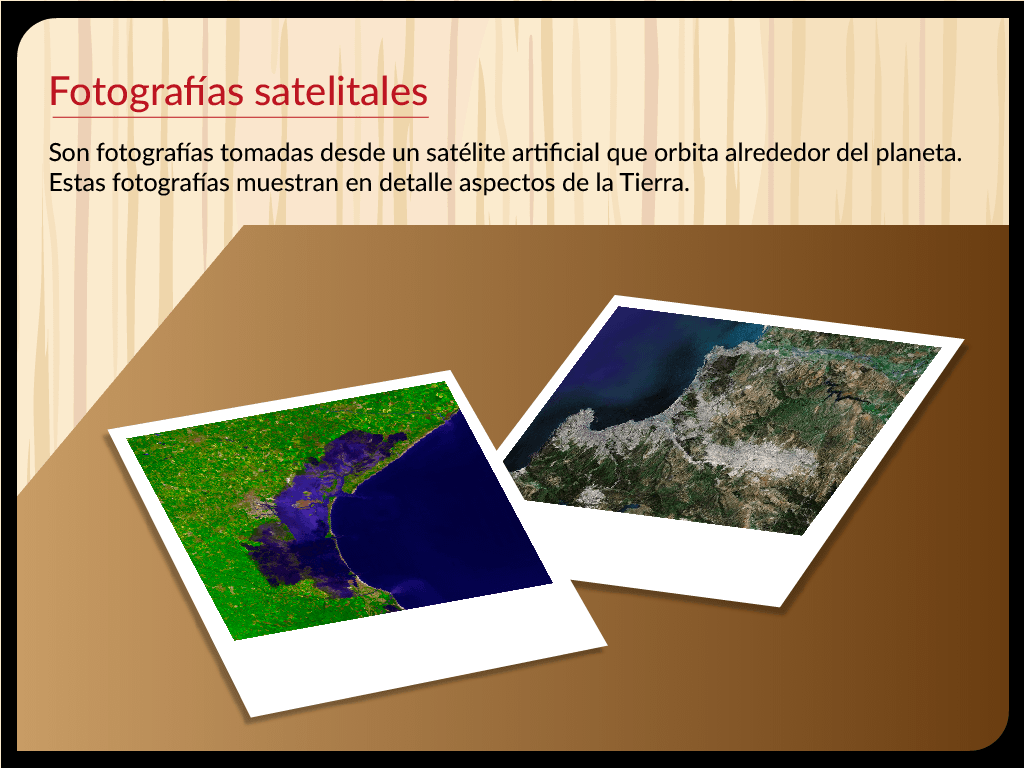 Fotografías satelitales
Son fotografías tomadas desde un satélite artificial que orbita alrededor del planeta.
Estas fotografías muestran en detalle aspectos de la Tierra.